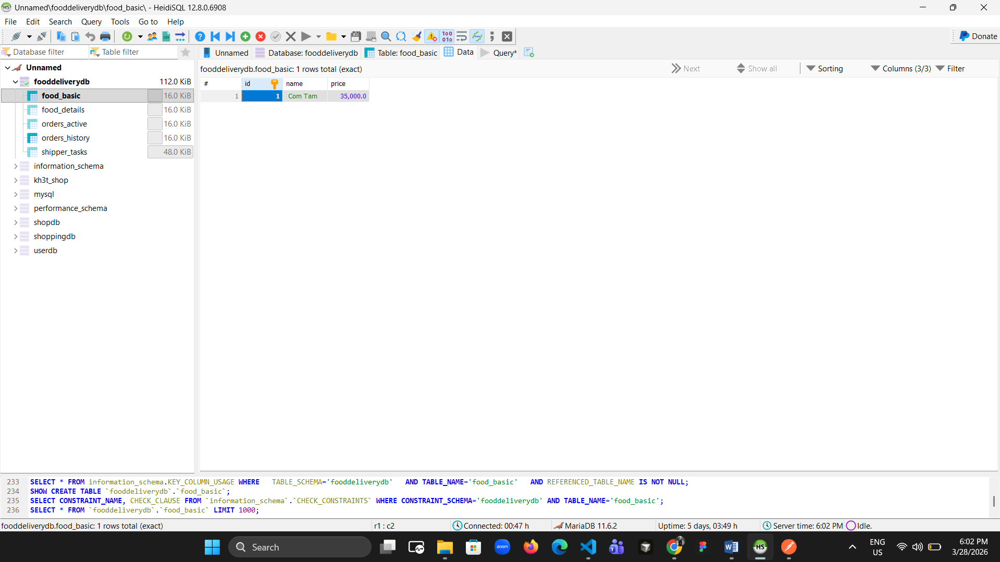 Unnamed\fooddeliverydb\food_basic\ - HeidiSQL 12.8.0.6908
File Edit Search Query Tools Go to Help
Donate
Database filter Table filter
Unnamed Database: fooddeliverydb Table: food_basic Data Query*
Unnamed
fooddeliverydb 112.0 KiB
food_basic 16.0 KiB
food_details 16.0 KiB
orders_active 16.0 KiB
orders_history 16.0 KiB
shipper_tasks 48.0 KiB
information_schema
kh3t_shop
mysql
performance_schema
shopdb
shoppingdb
userdb
fooddeliverydb.food_basic: 1 rows total (exact) Next Show all Sorting Columns (3/3) Filter
# id name price
1 1 Com Tam 35,000.0
233 SELECT * FROM information_schema.KEY_COLUMN_USAGE WHERE TABLE_SCHEMA='fooddeliverydb' AND TABLE_NAME='food_basic' AND REFERENCED_TABLE_NAME IS NOT NULL;
234 SHOW CREATE TABLE `fooddeliverydb`.`food_basic`;
235 SELECT CONSTRAINT_NAME, CHECK_CLAUSE FROM `information_schema`.`CHECK_CONSTRAINTS` WHERE CONSTRAINT_SCHEMA='fooddeliverydb' AND TABLE_NAME='food_basic';
236 SELECT * FROM `fooddeliverydb`.`food_basic` LIMIT 1000;
fooddeliverydb.food_basic: 1 rows total (exact) r1 : c2 Connected: 00:47 h MariaDB 11.6.2 Uptime: 5 days, 03:49 h Server time: 6:02 PM Idle.
Search
zoom
HS
ENG
US
6:02 PM
3/28/2026